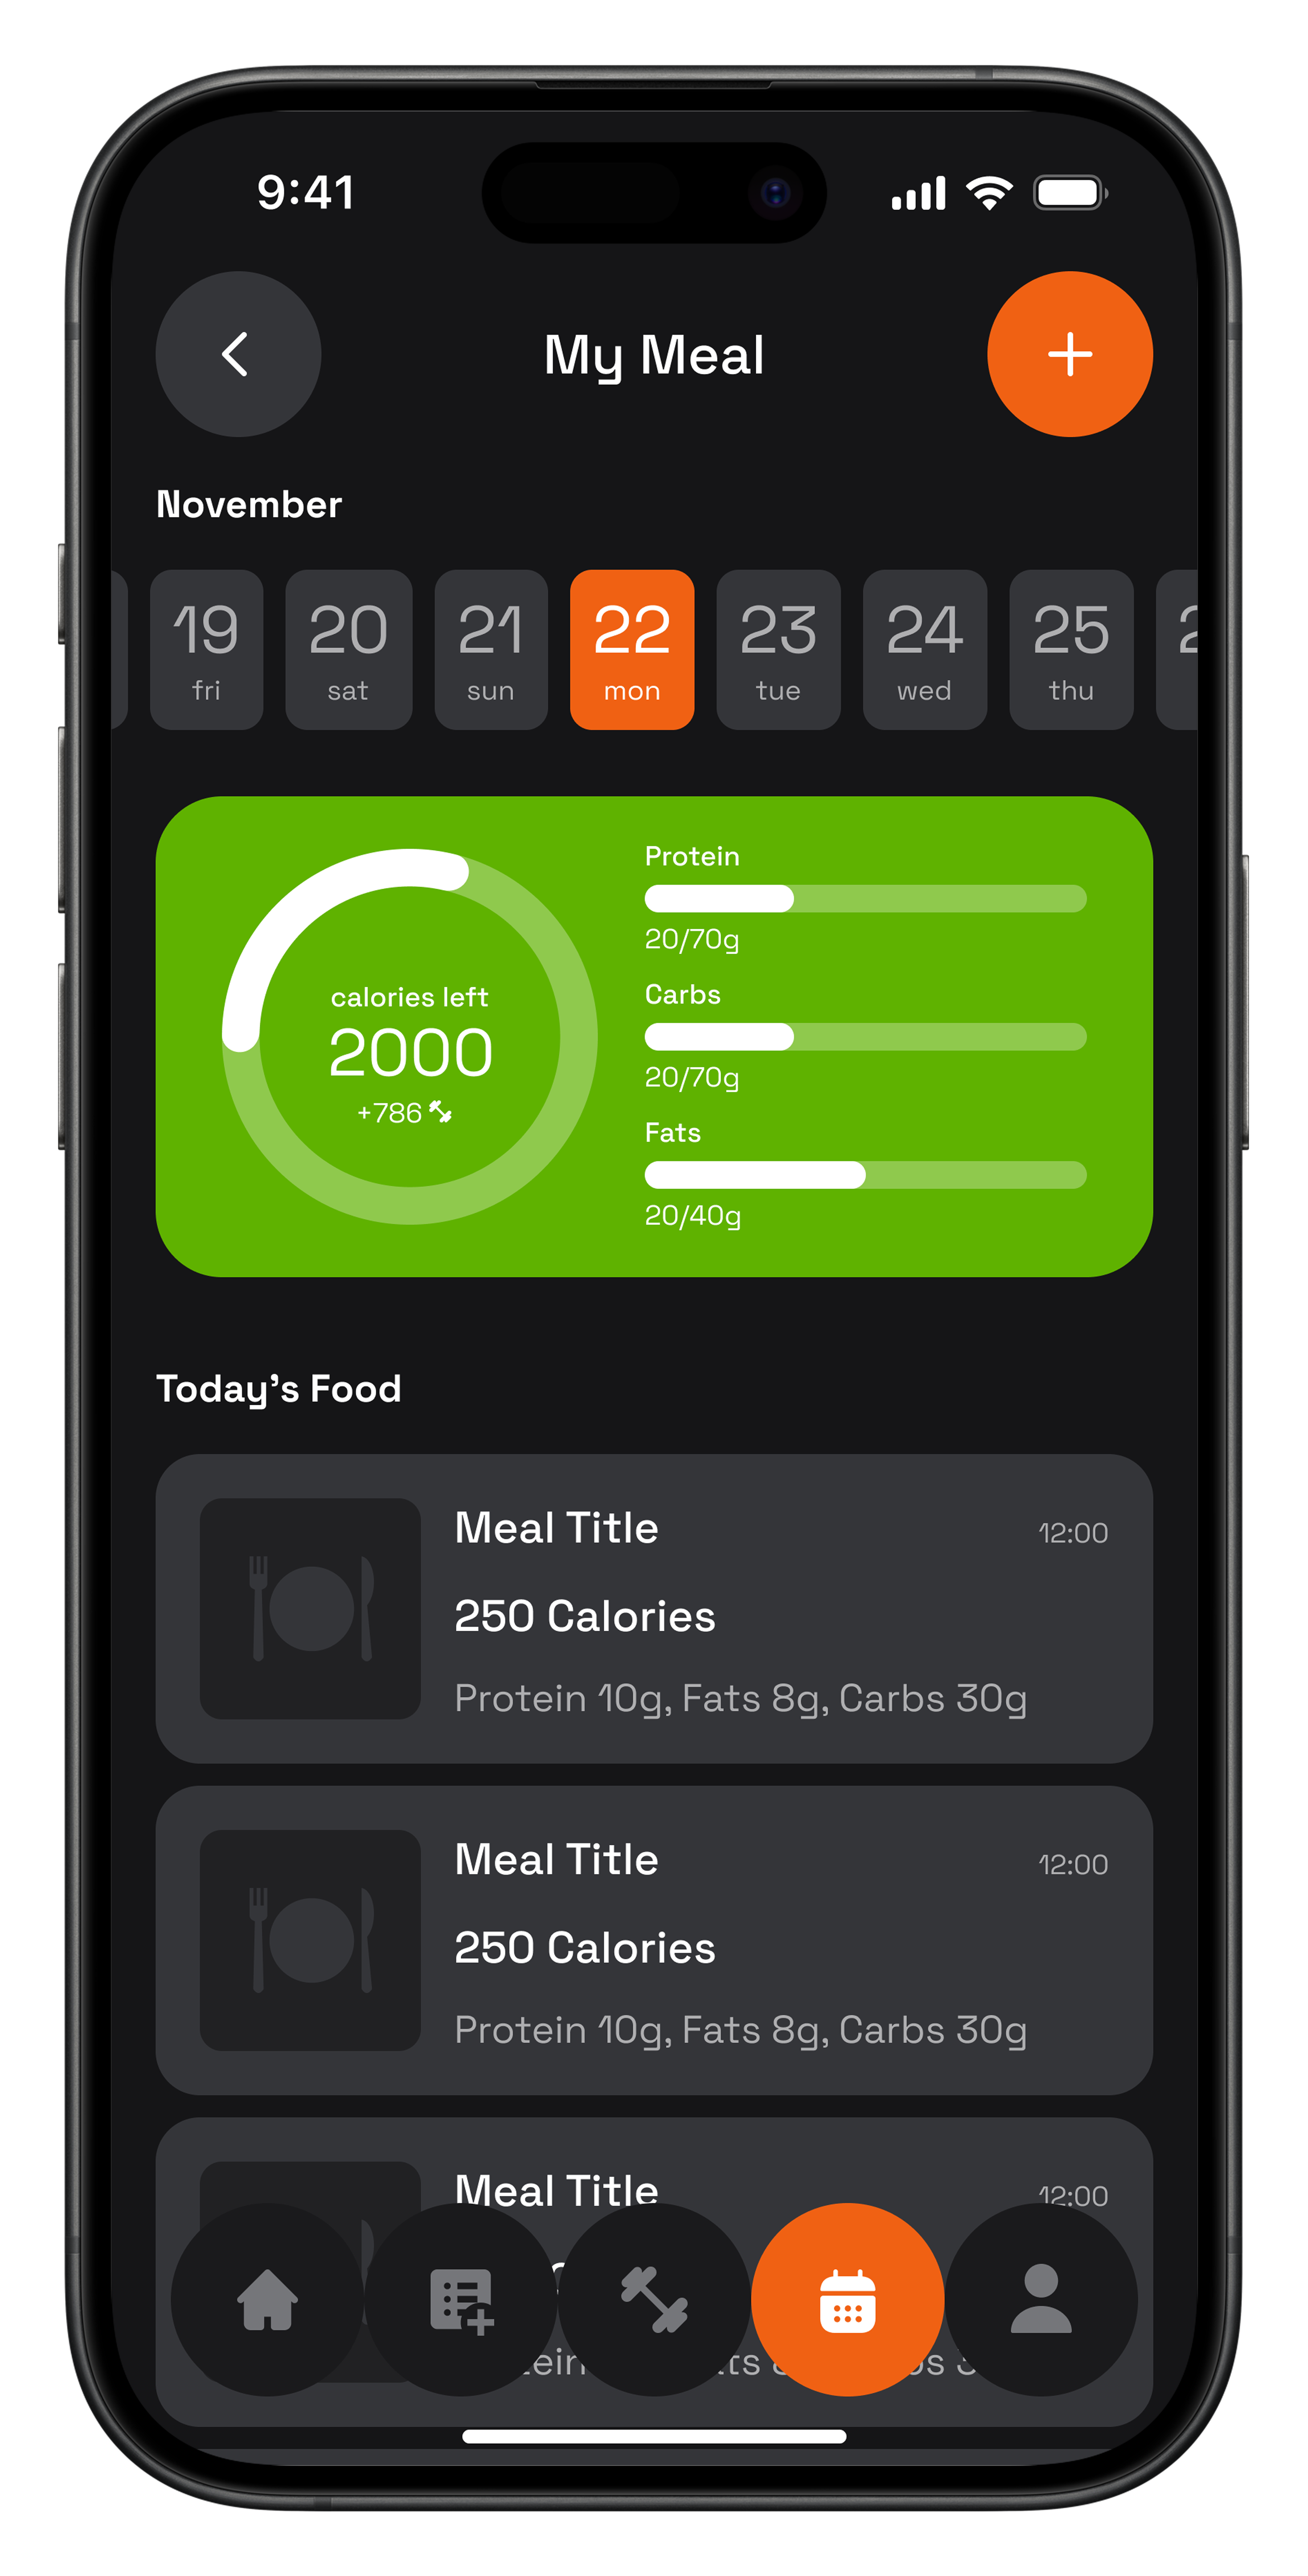 9:41
My Meal
November
19 20 21 22 23 24 25 2
fri sat sun mon tue wed thu
Protein
20/70g
Carbs
20/70g
Fats
20/40g
calories left
2000
+786
Today's Food
Meal Title 12:00
250 Calories
Protein 10g, Fats 8g, Carbs 30g
Meal Title 12:00
250 Calories
Protein 10g, Fats 8g, Carbs 30g
Meal Title 12:00